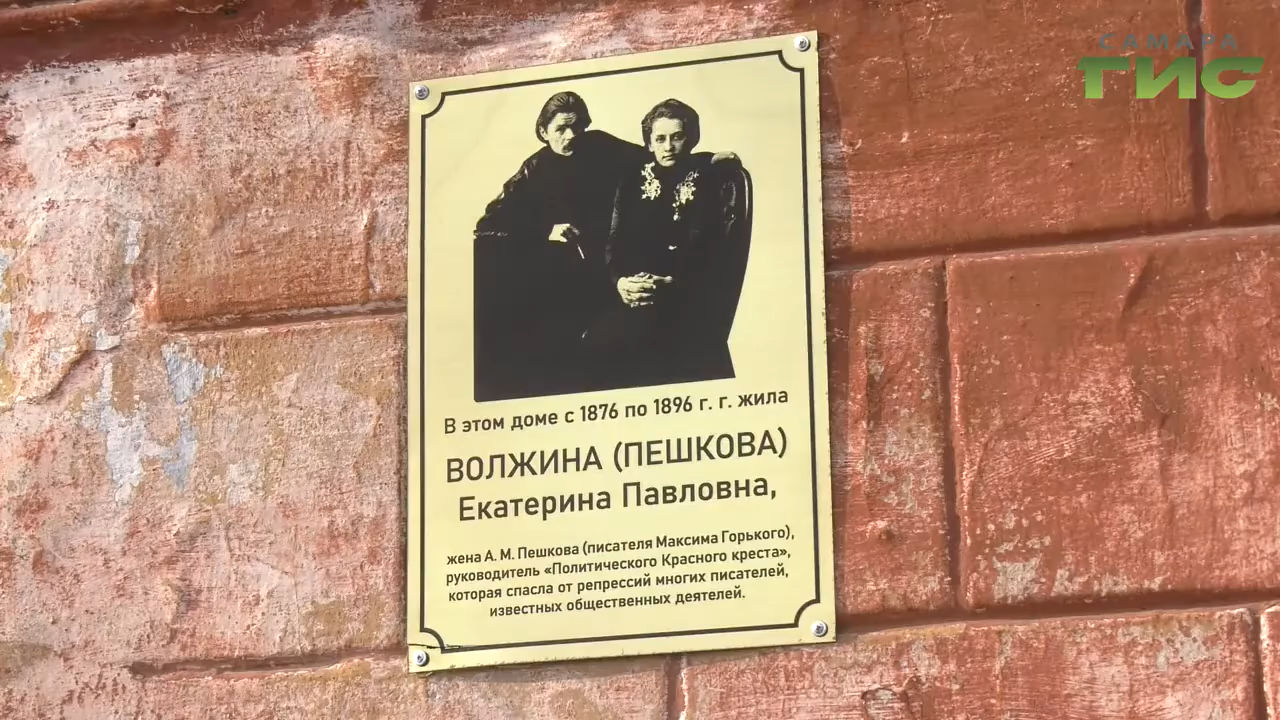 САМАРА
ГИС
В этом доме с 1876 по 1896 г. г. жила
ВОЛЖИНА (ПЕШКОВА)
Екатерина Павловна,
жена А. М. Пешкова (писателя Максима Горького),
руководитель «Политического Красного креста»,
которая спасла от репрессий многих писателей,
известных общественных деятелей.